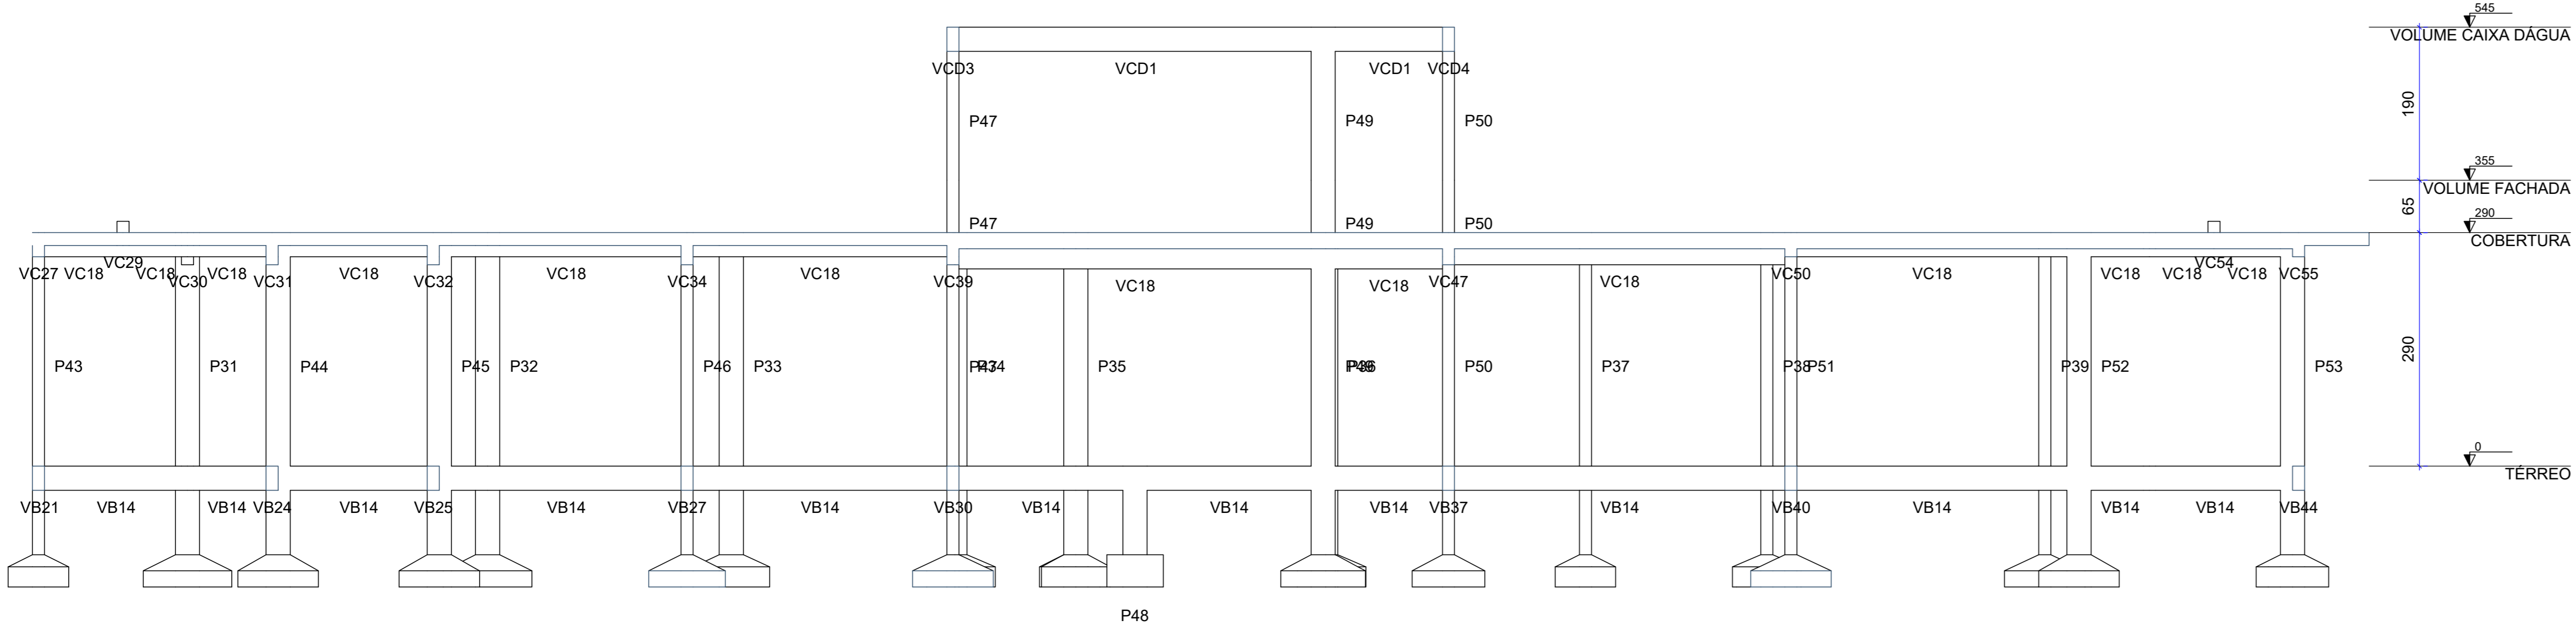 545
VOLUME CAIXA DÁGUA
VCD3 VCD1 VCD1 VCD4
190
P47 P49 P50
355
VOLUME FACHADA
65
290
P47 P49 P50
COBERTURA
VC29 VC54
VC27 VC18 VC18 VC18 VC18 VC18 VC18 VC18 VC18 VC18 VC18 VC18 VC55
VC30 VC31 VC32 VC34 VC39 VC18 VC18 VC47 VC50
290
P43 P31 P44 P45 P32 P46 P33 P47 P34 P35 P49 P36 P50 P37 P38 P51 P39 P52 P53
0
TÉRREO
VB21 VB14 VB14 VB24 VB14 VB25 VB14 VB27 VB14 VB30 VB14 VB14 VB14 VB37 VB14 VB40 VB14 VB14 VB14 VB44
P48